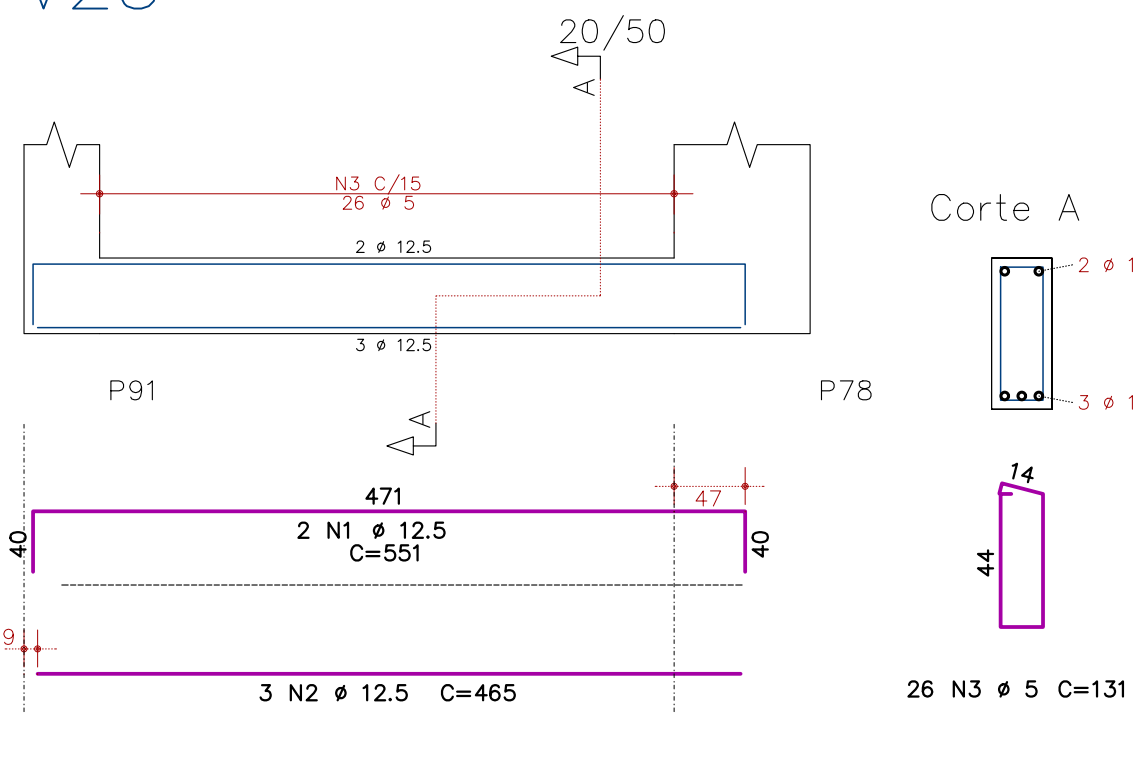 20/50
A
N3 C/15
26 ø 5
2 ø 12.5
3 ø 12.5
P91
P78
A
Corte A
2 ø 1
3 ø 1
471
47
2 N1 ø 12.5
C=551
40
40
9
3 N2 ø 12.5 C=465
14
44
26 N3 ø 5 C=131